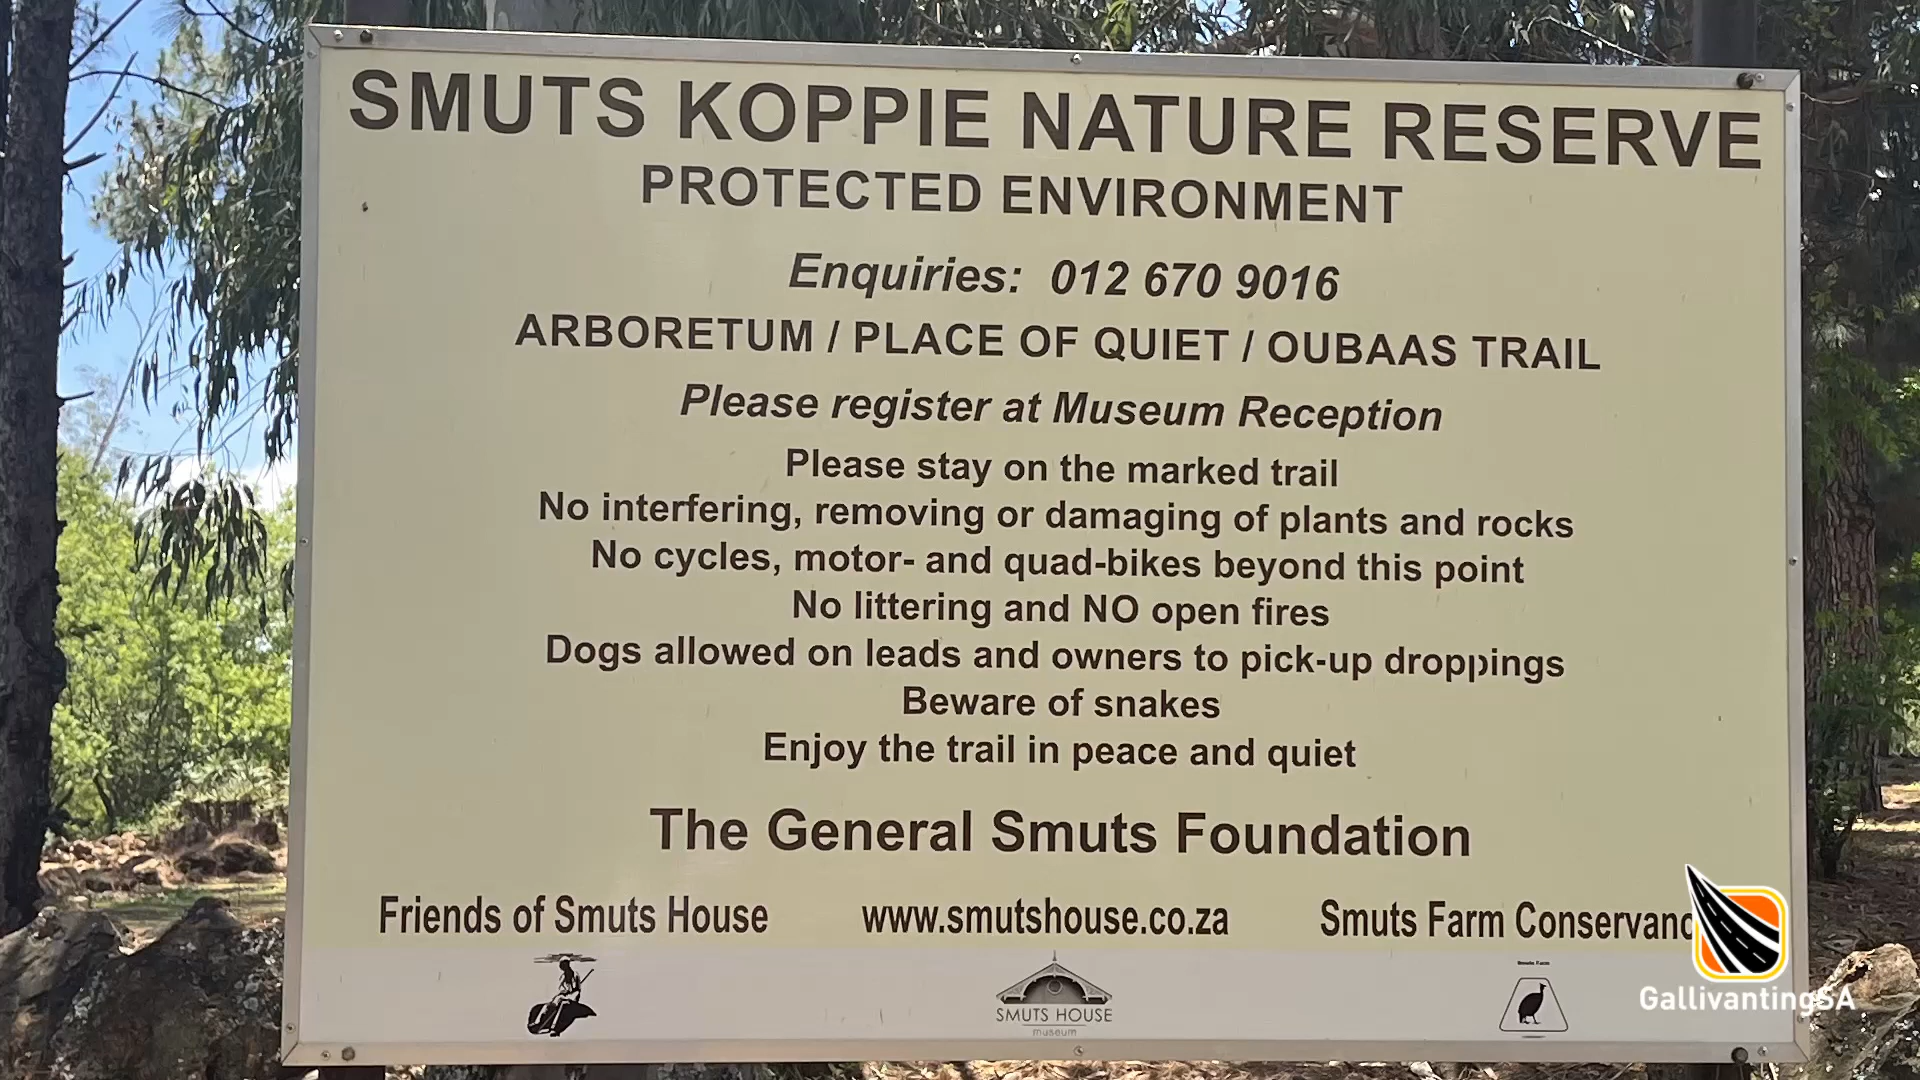 SMUTS KOPPIE NATURE RESERVE
PROTECTED ENVIRONMENT
Enquiries: 012 670 9016
ARBORETUM / PLACE OF QUIET / OUBAAS TRAIL
Please register at Museum Reception
Please stay on the marked trail
No interfering, removing or damaging of plants and rocks
No cycles, motor- and quad-bikes beyond this point
No littering and NO open fires
Dogs allowed on leads and owners to pick-up droppings
Beware of snakes
Enjoy the trail in peace and quiet
The General Smuts Foundation
Friends of Smuts House www.smutshouse.co.za Smuts Farm
SMUTS HOUSE
museum
GallivantingSA